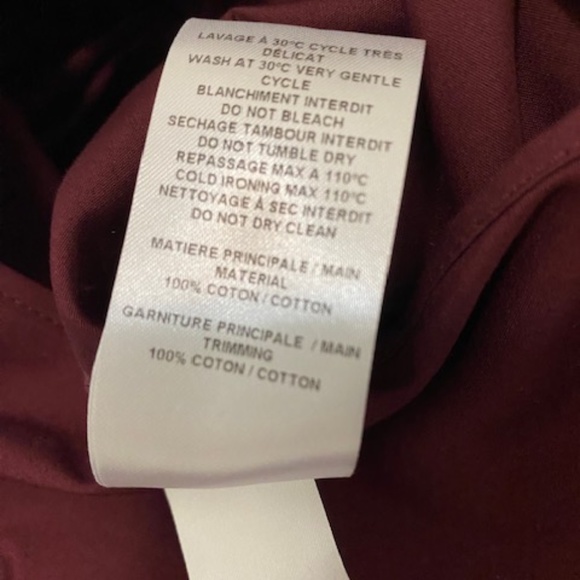 LAVAGE À 30°C CYCLE TRÈS
DÉLICAT
WASH AT 30°C VERY GENTLE
CYCLE
BLANCHIMENT INTERDIT
DO NOT BLEACH
SECHAGE TAMBOUR INTERDIT
DO NOT TUMBLE DRY
REPASSAGE MAX A 110°C
COLD IRONING MAX 110°C
NETTOYAGE À SEC INTERDIT
DO NOT DRY CLEAN
MATIERE PRINCIPALE / MAIN
MATERIAL
100% COTON / COTTON
GARNITURE PRINCIPALE / MAIN
TRIMMING
100% COTON / COTTON